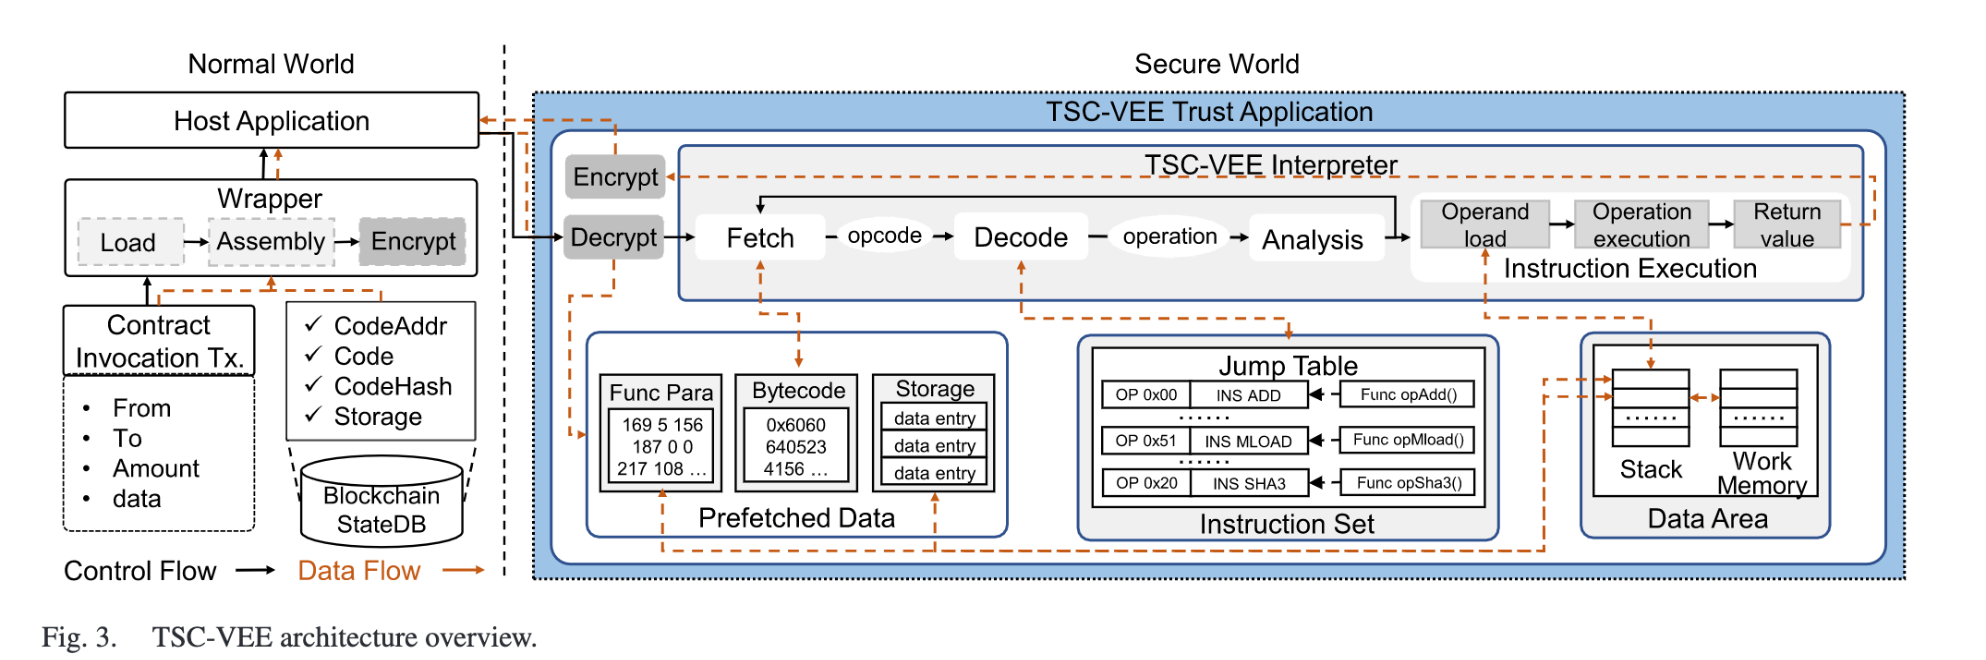 Normal World
Host Application
Wrapper
Load
Assembly
Encrypt
Contract
Invocation Tx.
• From
• To
• Amount
• data
✓ CodeAddr
✓ Code
✓ CodeHash
✓ Storage
Blockchain
StateDB
Control Flow
Data Flow
Secure World
TSC-VEE Trust Application
Encrypt
Decrypt
TSC-VEE Interpreter
Fetch
opcode
Decode
operation
Analysis
Operand
load
Operation
execution
Return
value
Instruction Execution
Func Para
169 5 156
187 0 0
217 108 ...
Bytecode
0x6060
640523
4156 ...
Storage
data entry
data entry
data entry
Prefetched Data
Jump Table
OP 0x00 INS ADD Func opAdd()
......
OP 0x51 INS MLOAD Func opMload()
......
OP 0x20 INS SHA3 Func opSha3()
Instruction Set
......
Stack
......
Work
Memory
Data Area
Fig. 3. TSC-VEE architecture overview.